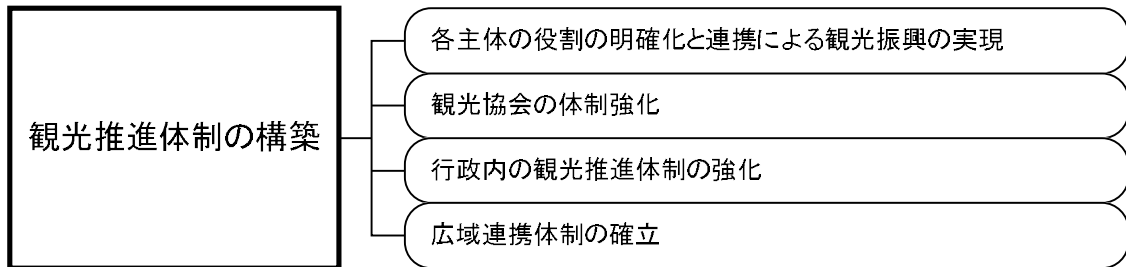 観光推進体制の構築
各主体の役割の明確化と連携による観光振興の実現
観光協会の体制強化
行政内の観光推進体制の強化
広域連携体制の確立